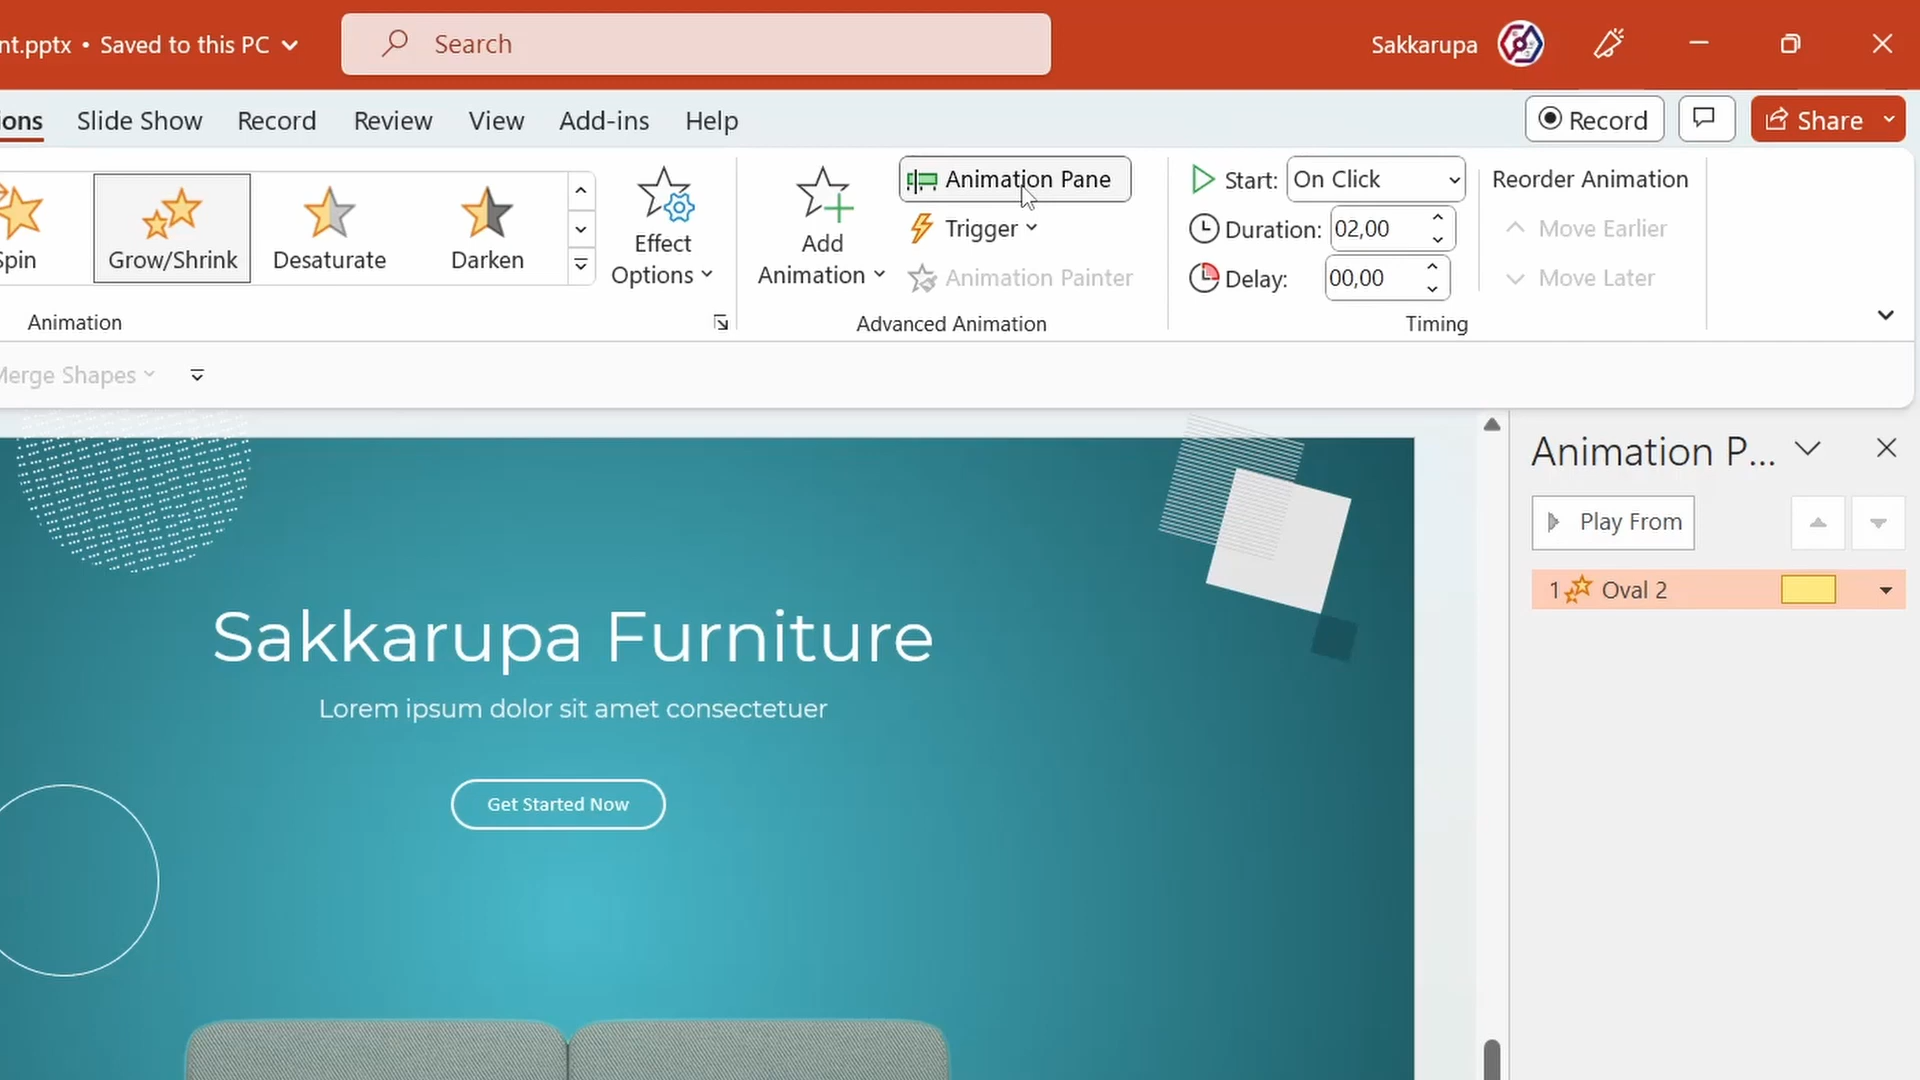 nt.pptx • Saved to this PC
Search
Sakkarupa
ions
Slide Show
Record
Review
View
Add-ins
Help
Record
Share
Spin
Grow/Shrink
Desaturate
Darken
Effect
Options
Add
Animation
Animation Pane
Trigger
Animation Painter
Start: On Click
Duration: 02,00
Delay: 00,00
Reorder Animation
Move Earlier
Move Later
Animation
Advanced Animation
Timing
Merge Shapes
Animation P...
Play From
1 Oval 2
Sakkarupa Furniture
Lorem ipsum dolor sit amet consectetuer
Get Started Now